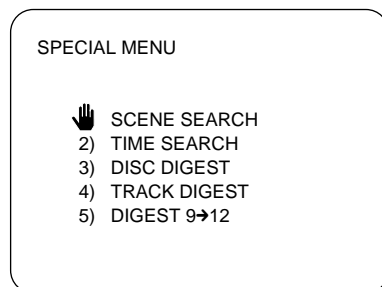 SPECIAL MENU
SCENE SEARCH
2) TIME SEARCH
3) DISC DIGEST
4) TRACK DIGEST
5) DIGEST 9→12